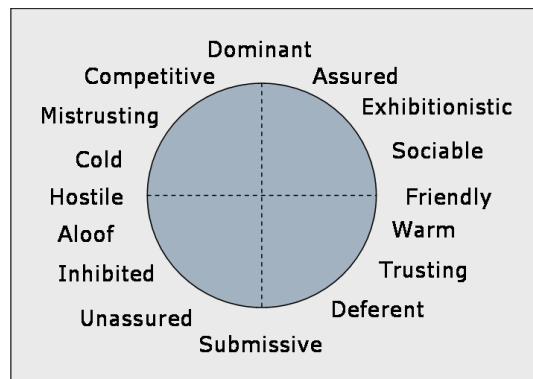 Dominant
Competitive
Assured
Exhibitionistic
Mistrusting
Sociable
Cold
Hostile
Friendly
Warm
Aloof
Trusting
Inhibited
Deferent
Unassured
Submissive